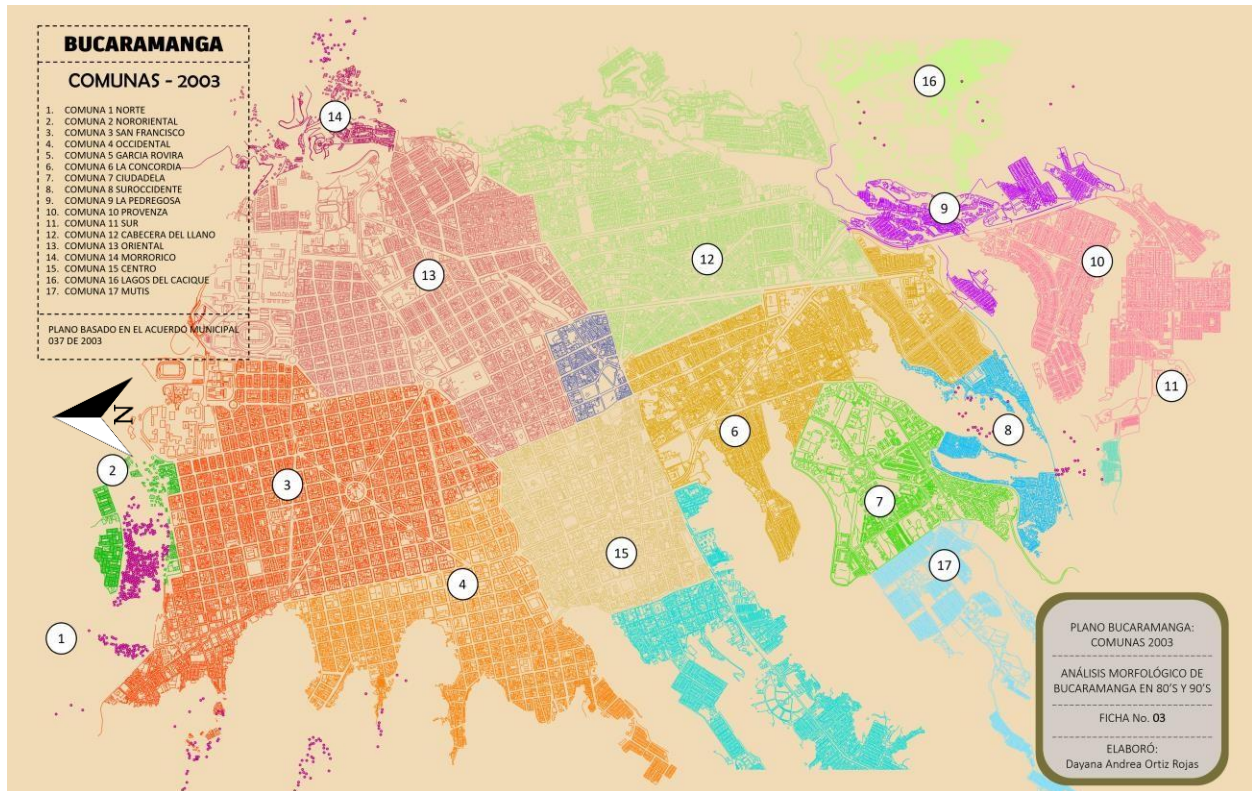 BUCARAMANGA
COMUNAS - 2003
1. COMUNA 1 NORTE
2. COMUNA 2 NORORIENTAL
3. COMUNA 3 SAN FRANCISCO
4. COMUNA 4 OCCIDENTAL
5. COMUNA 5 GARCIA ROVIRA
6. COMUNA 6 LA CONCORDIA
7. COMUNA 7 CIUDADELA
8. COMUNA 8 SUROCCIDENTE
9. COMUNA 9 LA PEDREGOSA
10. COMUNA 10 PROVENZA
11. COMUNA 11 SUR
12. COMUNA 12 CABECERA DEL LLANO
13. COMUNA 13 ORIENTAL
14. COMUNA 14 MORRORICO
15. COMUNA 15 CENTRO
16. COMUNA 16 LAGOS DEL CACIQUE
17. COMUNA 17 MUTIS
PLANO BASADO EN EL ACUERDO MUNICIPAL
037 DE 2003
N
14
16
9
10
12
13
11
8
6
2
3
7
15
17
4
1
PLANO BUCARAMANGA:
COMUNAS 2003
ANÁLISIS MORFOLÓGICO DE
BUCARAMANGA EN 80'S Y 90'S
FICHA No. 03
ELABORÓ:
Dayana Andrea Ortiz Rojas